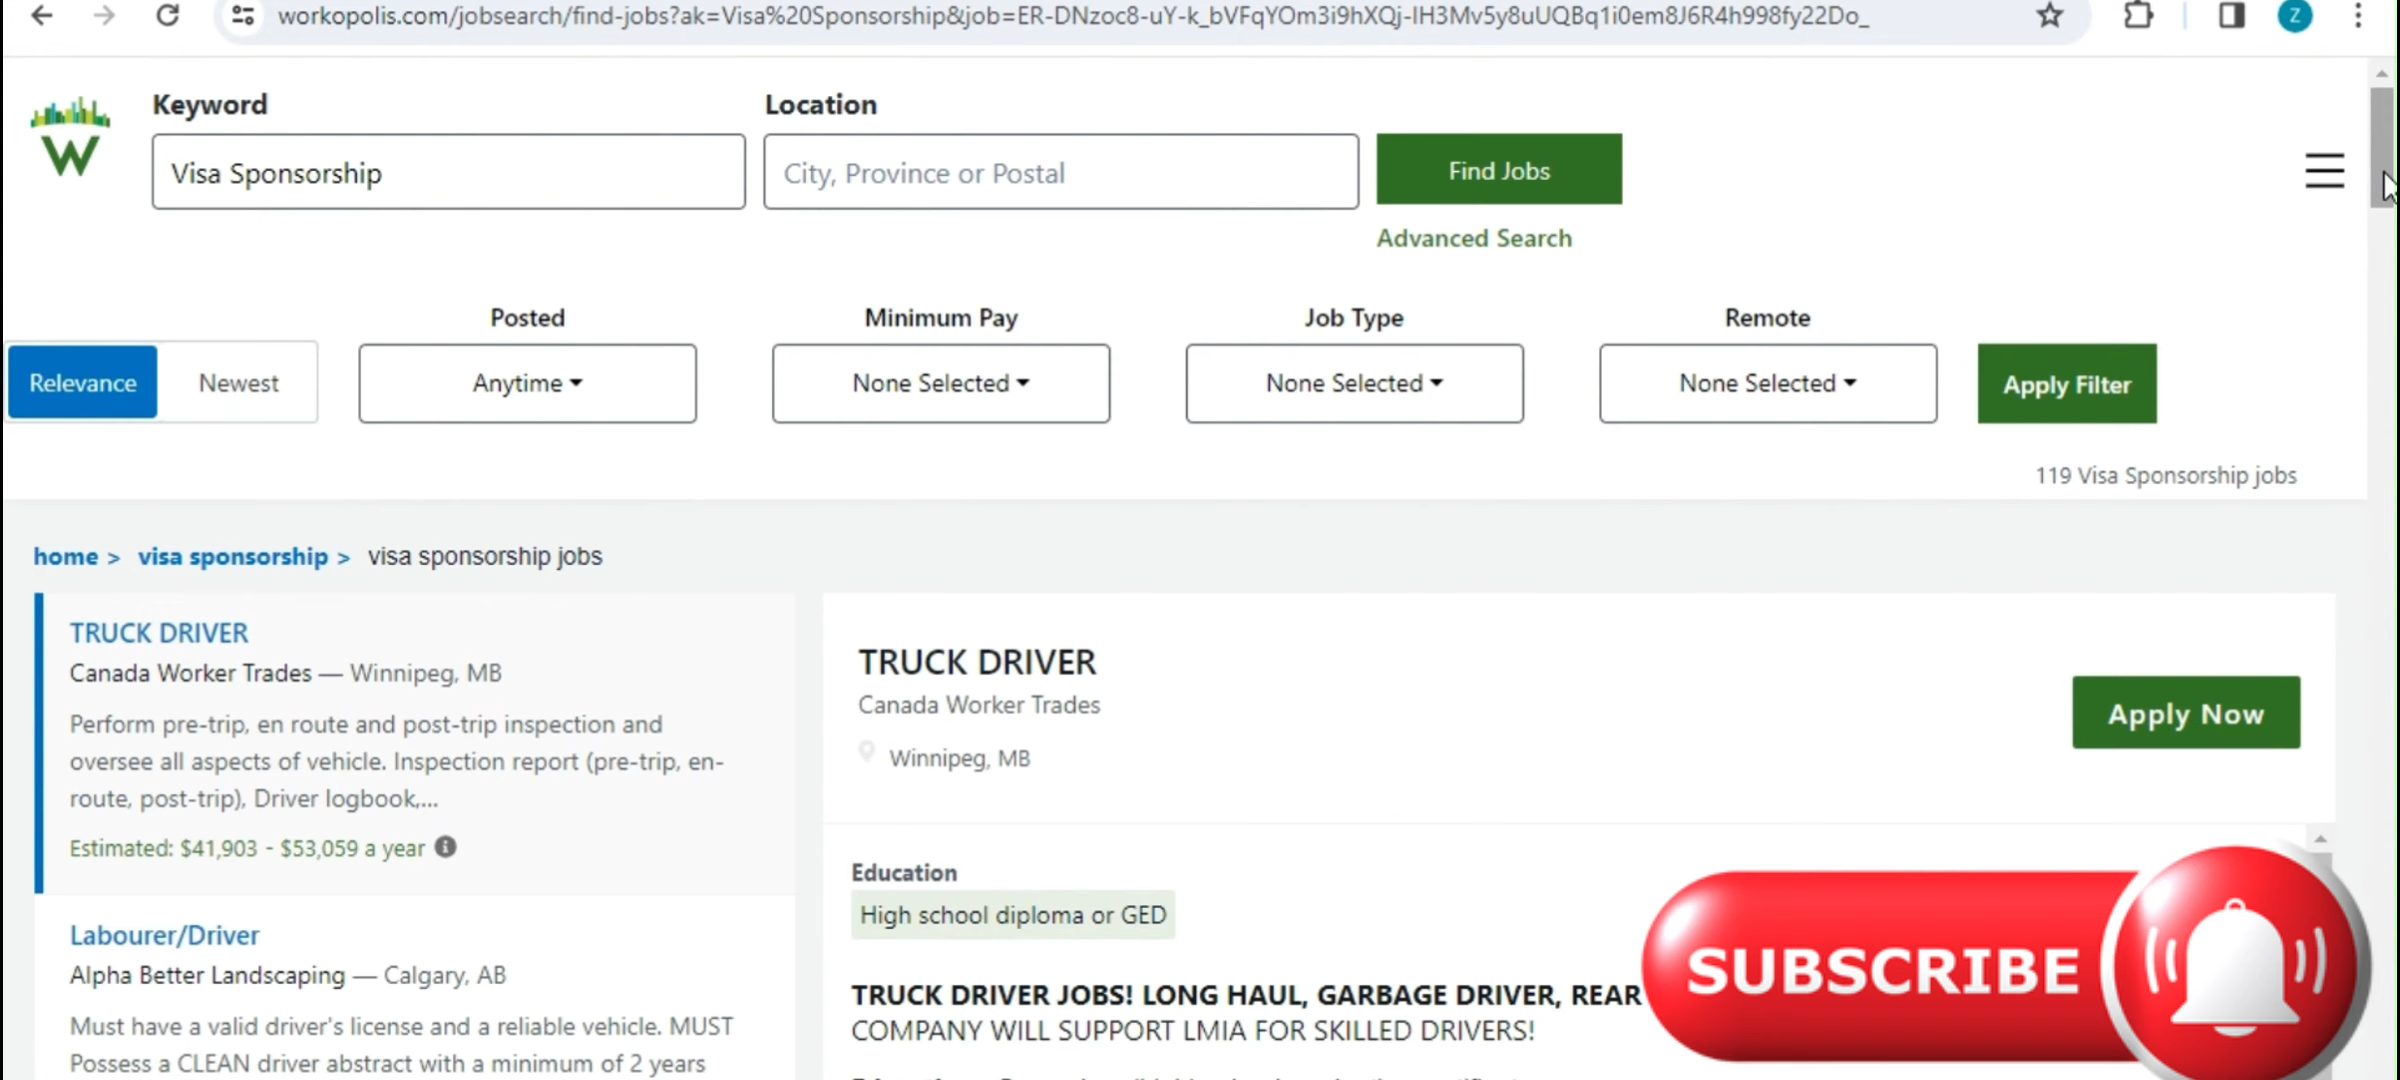 workopolis.com/jobsearch/find-jobs?ak=Visa%20Sponsorship&job=ER-DNzoc8-uY-k_bVFqYOm3i9hXQj-IH3Mv5y8uUQBq1i0em8J6R4h998fy22Do_
Z
W
Keyword
Location
Visa Sponsorship
City, Province or Postal
Find Jobs
Advanced Search
Posted
Minimum Pay
Job Type
Remote
Relevance
Newest
Anytime
None Selected
None Selected
None Selected
Apply Filter
119 Visa Sponsorship jobs
home > visa sponsorship > visa sponsorship jobs
TRUCK DRIVER
Canada Worker Trades — Winnipeg, MB
Perform pre-trip, en route and post-trip inspection and
oversee all aspects of vehicle. Inspection report (pre-trip, en-
route, post-trip), Driver logbook,...
Estimated: $41,903 - $53,059 a year
Labourer/Driver
Alpha Better Landscaping — Calgary, AB
Must have a valid driver's license and a reliable vehicle. MUST
Possess a CLEAN driver abstract with a minimum of 2 years
TRUCK DRIVER
Canada Worker Trades
Winnipeg, MB
Apply Now
Education
High school diploma or GED
TRUCK DRIVER JOBS! LONG HAUL, GARBAGE DRIVER, REAR
COMPANY WILL SUPPORT LMIA FOR SKILLED DRIVERS!
SUBSCRIBE